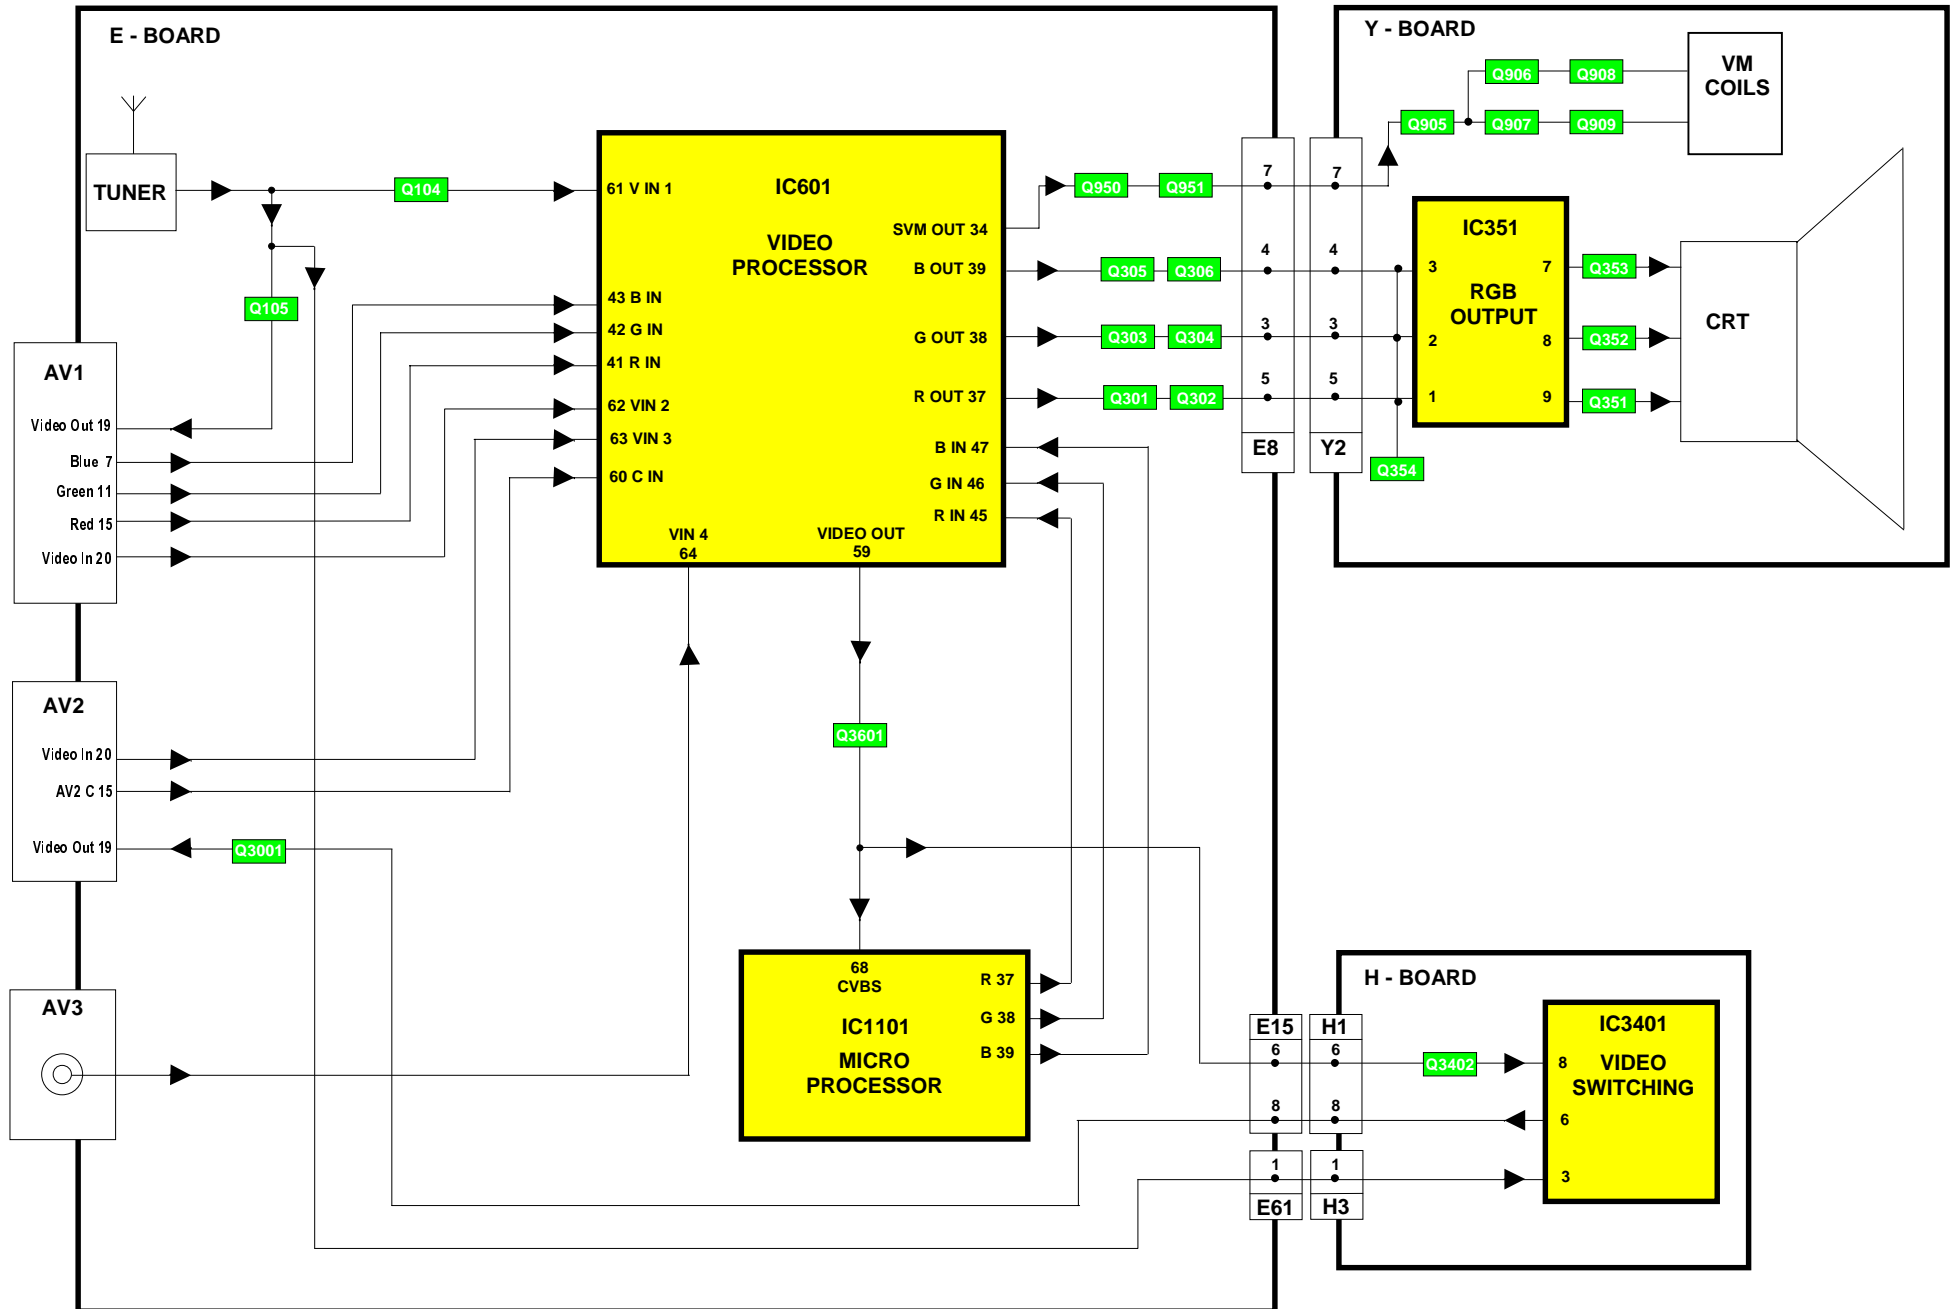 E - BOARD
TUNER
Q104
Q105
AV1
Video Out 19
Blue 7
Green 11
Red 15
Video In 20
AV2
Video In 20
AV2 C 15
Video Out 19
Q3001
AV3
61 V IN 1
IC601
VIDEO
PROCESSOR
43 B IN
42 G IN
41 R IN
62 VIN 2
63 VIN 3
60 C IN
VIN 4
64
VIDEO OUT
59
SVM OUT 34
B OUT 39
G OUT 38
R OUT 37
B IN 47
G IN 46
R IN 45
Q950
Q951
Q305
Q306
Q303
Q304
Q301
Q302
Q3601
68
CVBS
IC1101
MICRO
PROCESSOR
R 37
G 38
B 39
7
4
3
5
E8
7
4
3
5
Y2
Y - BOARD
Q905
Q906
Q908
Q907
Q909
VM
COILS
IC351
RGB
OUTPUT
3
2
1
7
8
9
Q353
Q352
Q351
Q354
CRT
H - BOARD
E15
6
8
1
E61
H1
6
8
1
H3
Q3402
IC3401
VIDEO
SWITCHING
8
6
3